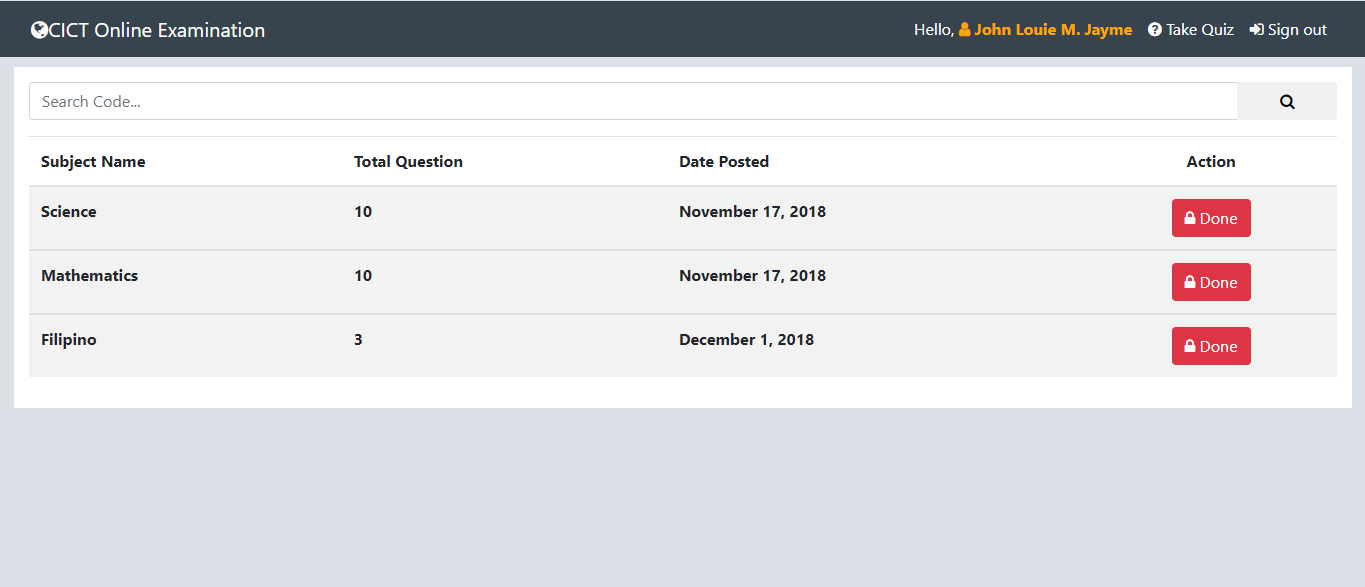 CICT Online Examination
Hello, John Louie M. Jayme Take Quiz Sign out
Search Code...
Subject Name Total Question Date Posted Action
Science 10 November 17, 2018 Done
Mathematics 10 November 17, 2018 Done
Filipino 3 December 1, 2018 Done